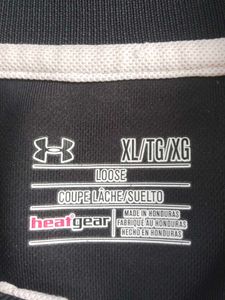 XL/TG/XG
LOOSE
COUPE LÂCHE/SUELTO
heatgear
MADE IN HONDURAS
FABRIQUÉ AU HONDURAS
HECHO EN HONDURAS